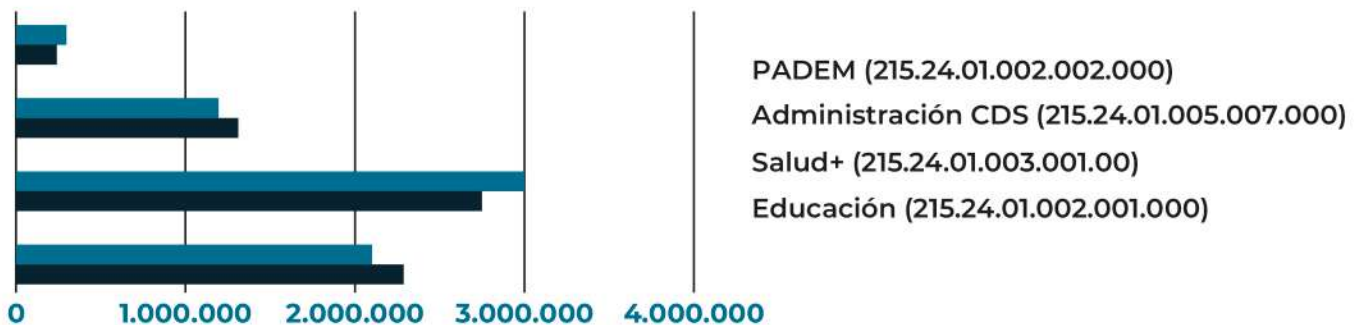 PADEM (215.24.01.002.002.000)
Administración CDS (215.24.01.005.007.000)
Salud+ (215.24.01.003.001.00)
Educación (215.24.01.002.001.000)
0 1.000.000 2.000.000 3.000.000 4.000.000